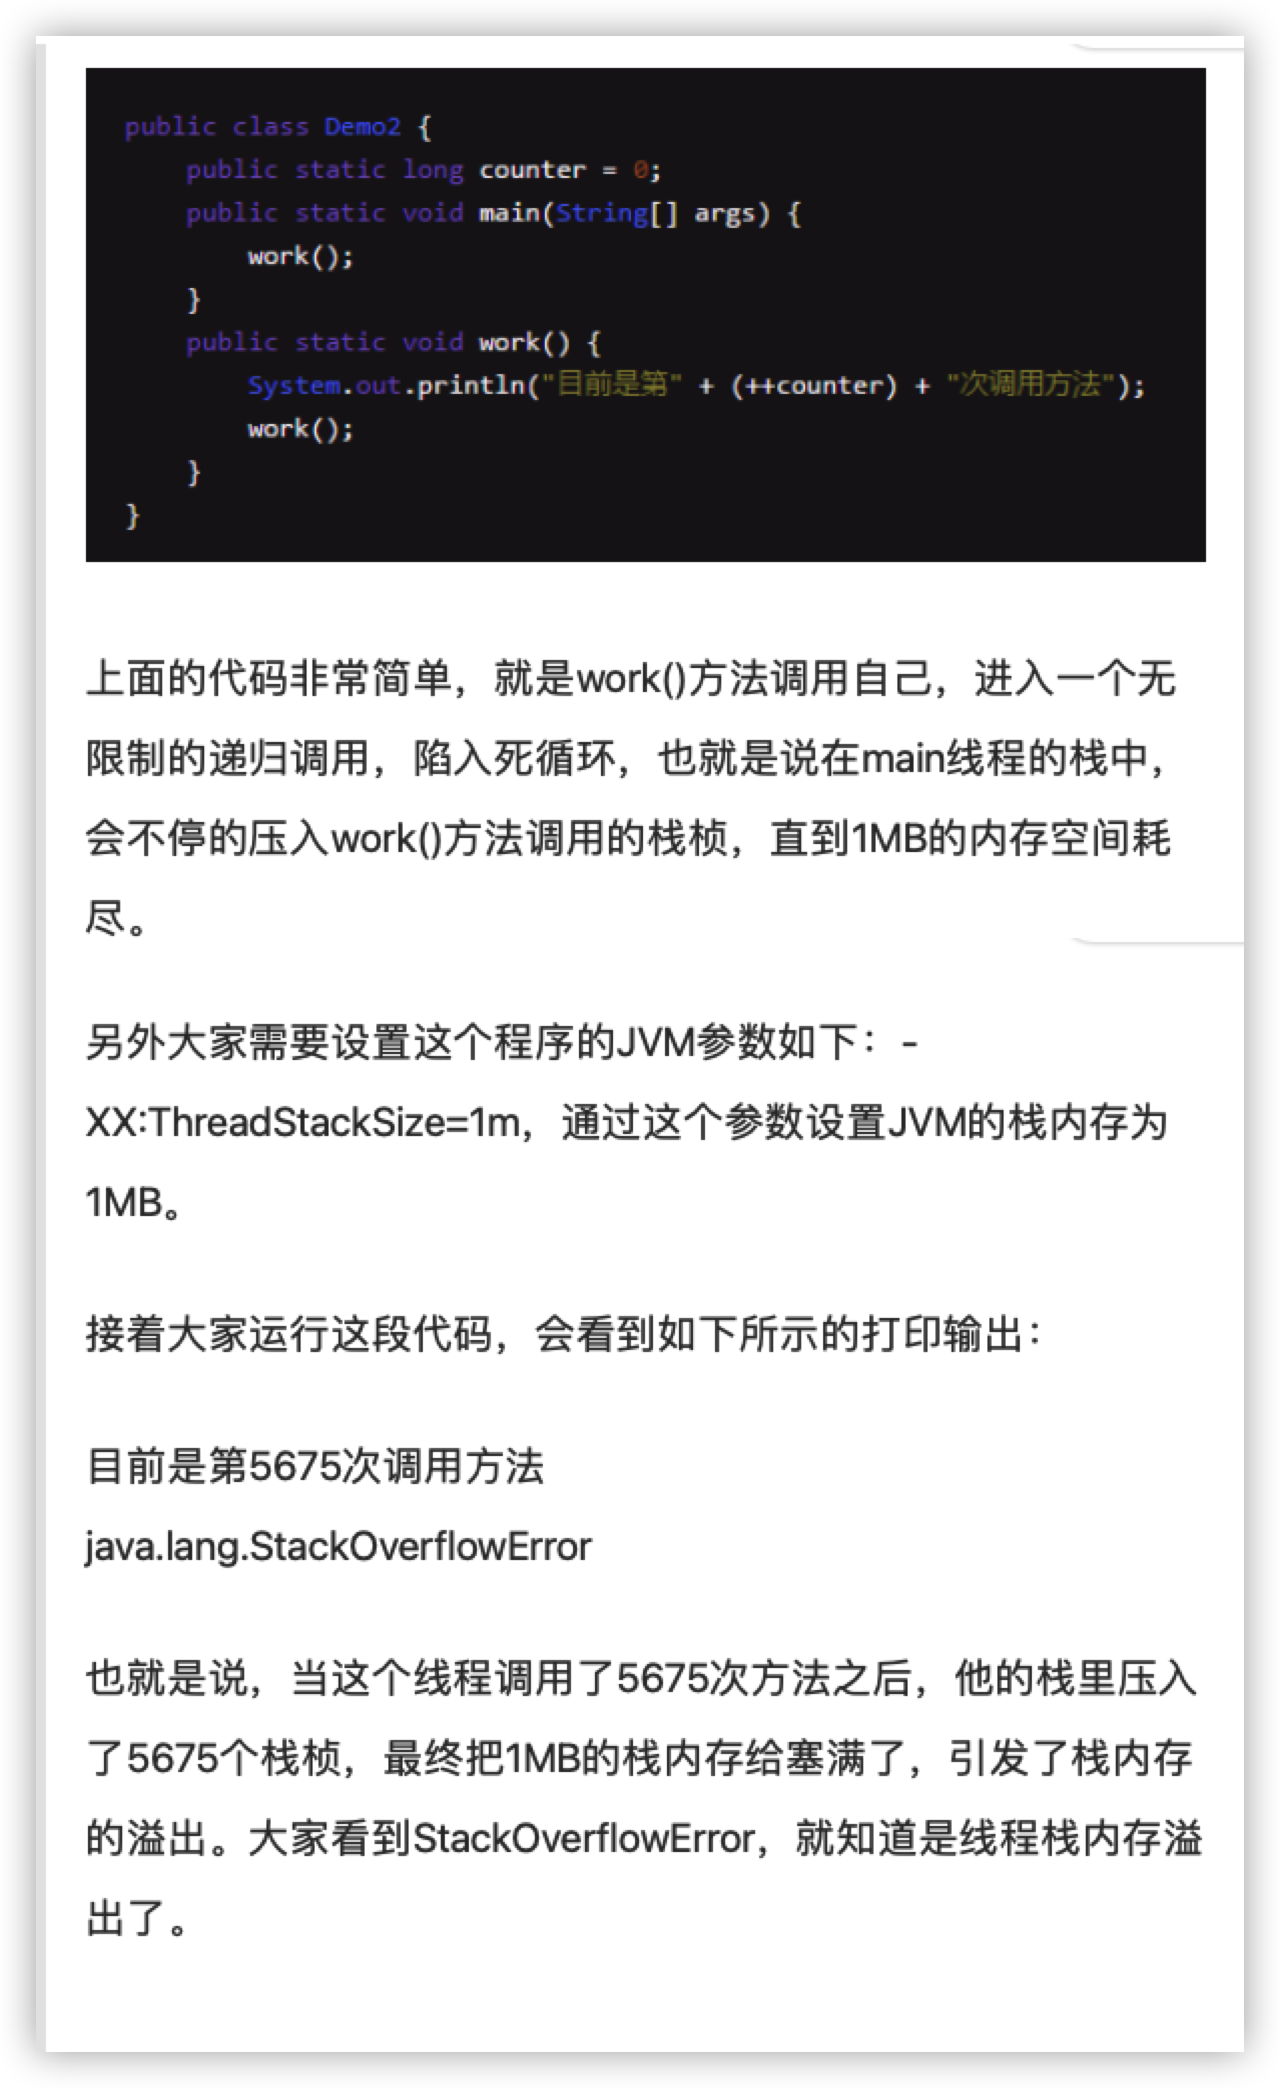 public class Demo2 {
    public static long counter = 0;
    public static void main(String[] args) {
        work();
    }
    public static void work() {
        System.out.println("目前是第" + (++counter) + "次调用方法");
        work();
    }
}
上面的代码非常简单，就是work()方法调用自己，进入一个无
限制的递归调用，陷入死循环，也就是说在main线程的栈中，
会不停的压入work()方法调用的栈桢，直到1MB的内存空间耗
尽。
另外大家需要设置这个程序的JVM参数如下：-
XX:ThreadStackSize=1m，通过这个参数设置JVM的栈内存为
1MB。
接着大家运行这段代码，会看到如下所示的打印输出：
目前是第5675次调用方法
java.lang.StackOverflowError
也就是说，当这个线程调用了5675次方法之后，他的栈里压入
了5675个栈桢，最终把1MB的栈内存给塞满了，引发了栈内存
的溢出。大家看到StackOverflowError，就知道是线程栈内存溢
出了。